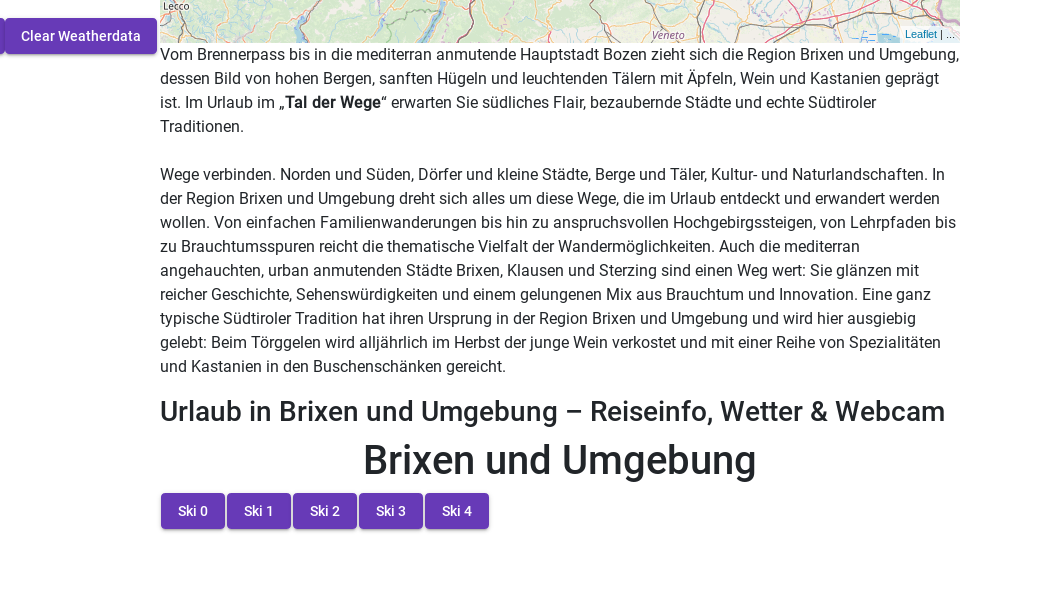 Lecco
Clear Weatherdata
Veneto
Leaflet | ...
Vom Brennerpass bis in die mediterran anmutende Hauptstadt Bozen zieht sich die Region Brixen und Umgebung,
dessen Bild von hohen Bergen, sanften Hügeln und leuchtenden Tälern mit Äpfeln, Wein und Kastanien geprägt
ist. Im Urlaub im „Tal der Wege“ erwarten Sie südliches Flair, bezaubernde Städte und echte Südtiroler
Traditionen.
Wege verbinden. Norden und Süden, Dörfer und kleine Städte, Berge und Täler, Kultur- und Naturlandschaften. In
der Region Brixen und Umgebung dreht sich alles um diese Wege, die im Urlaub entdeckt und erwandert werden
wollen. Von einfachen Familienwanderungen bis hin zu anspruchsvollen Hochgebirgssteigen, von Lehrpfaden bis
zu Brauchtumsspuren reicht die thematische Vielfalt der Wandermöglichkeiten. Auch die mediterran
angehauchten, urban anmutenden Städte Brixen, Klausen und Sterzing sind einen Weg wert: Sie glänzen mit
reicher Geschichte, Sehenswürdigkeiten und einem gelungenen Mix aus Brauchtum und Innovation. Eine ganz
typische Südtiroler Tradition hat ihren Ursprung in der Region Brixen und Umgebung und wird hier ausgiebig
gelebt: Beim Törggelen wird alljährlich im Herbst der junge Wein verkostet und mit einer Reihe von Spezialitäten
und Kastanien in den Buschenschänken gereicht.
Urlaub in Brixen und Umgebung – Reiseinfo, Wetter & Webcam
Brixen und Umgebung
Ski 0 Ski 1 Ski 2 Ski 3 Ski 4